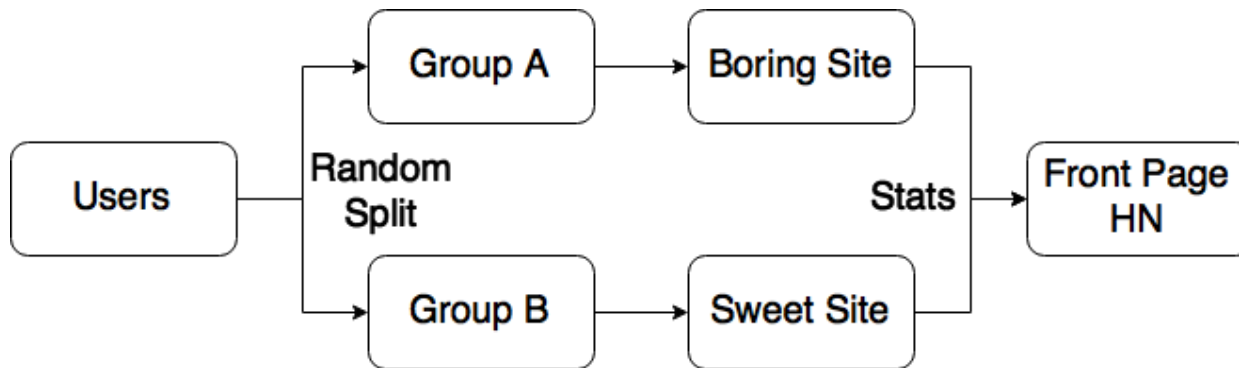 Users
Random
Split
Group A
Boring Site
Group B
Sweet Site
Stats
Front Page
HN